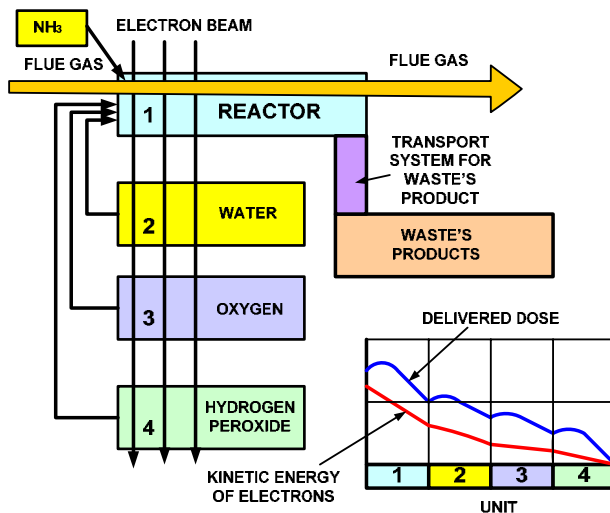 NH₃
ELECTRON BEAM
FLUE GAS
FLUE GAS
1
REACTOR
TRANSPORT
SYSTEM FOR
WASTE'S
PRODUCT
2
WATER
WASTE'S
PRODUCTS
3
OXYGEN
DELIVERED DOSE
4
HYDROGEN
PEROXIDE
KINETIC ENERGY
OF ELECTRONS
1 2 3 4
UNIT